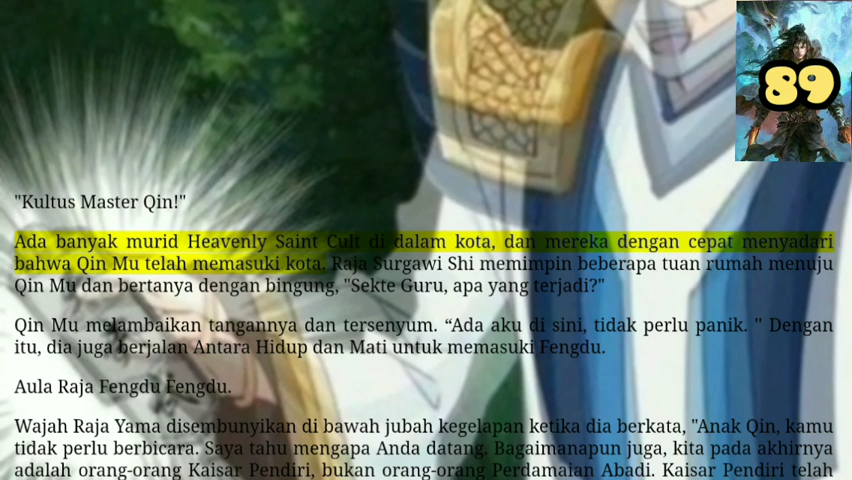 89
"Kultus Master Qin!"
Ada banyak murid Heavenly Saint Cult di dalam kota, dan mereka dengan cepat menyadari
bahwa Qin Mu telah memasuki kota. Raja Surgawi Shi memimpin beberapa tuan rumah menuju
Qin Mu dan bertanya dengan bingung, "Sekte Guru, apa yang terjadi?"
Qin Mu melambaikan tangannya dan tersenyum. “Ada aku di sini, tidak perlu panik. " Dengan
itu, dia juga berjalan Antara Hidup dan Mati untuk memasuki Fengdu.
Aula Raja Fengdu Fengdu.
Wajah Raja Yama disembunyikan di bawah jubah kegelapan ketika dia berkata, "Anak Qin, kamu
tidak perlu berbicara. Saya tahu mengapa Anda datang. Bagaimanapun juga, kita pada akhirnya
adalah orang-orang Kaisar Pendiri, bukan orang-orang Perdamaian Abadi. Kaisar Pendiri telah